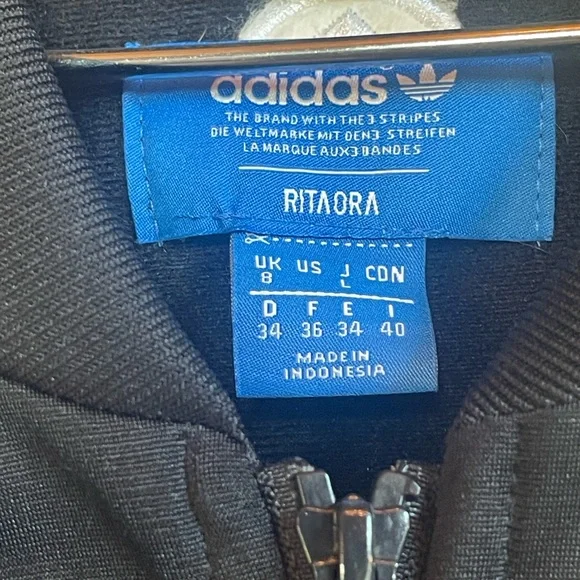 adidas
THE BRAND WITH THE 3 STRIPES
DIE WELTMARKE MIT DEN 3 STREIFEN
LA MARQUE AUX 3 BANDES
RITA ORA
UK US J CDN
8 L
D F E I
34 36 34 40
MADE IN
INDONESIA